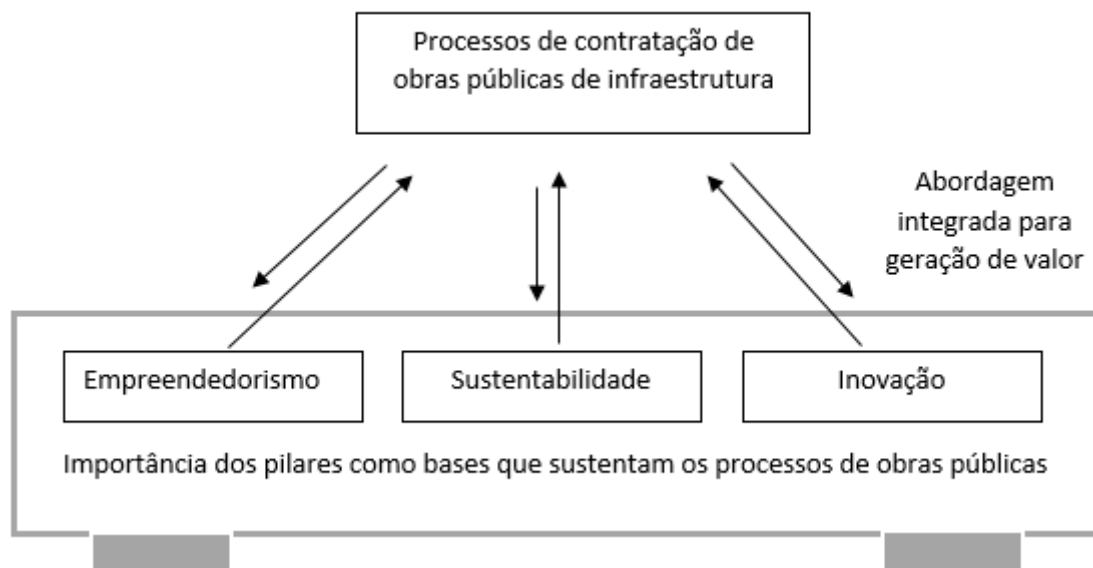 Processos de contratação de
obras públicas de infraestrutura
Abordagem
integrada para
geração de valor
Empreendedorismo
Sustentabilidade
Inovação
Importância dos pilares como bases que sustentam os processos de obras públicas